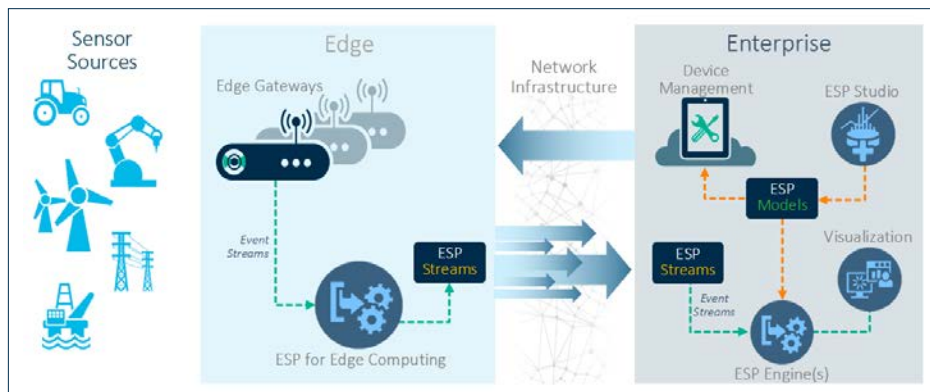 Sensor
Sources
Edge
Edge Gateways
Event
Streams
ESP
Streams
ESP for Edge Computing
Network
Infrastructure
Enterprise
Device
Management
ESP Studio
ESP
Models
Visualization
ESP
Streams
Event
Streams
ESP Engine(s)